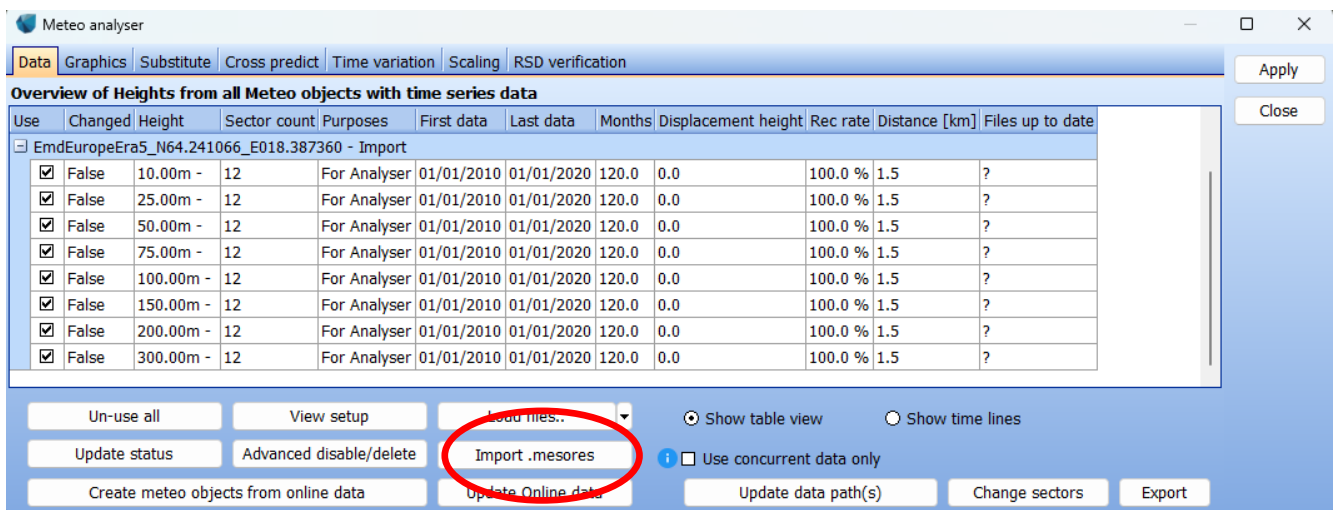 Meteo analyser
Data Graphics Substitute Cross predict Time variation Scaling RSD verification
Apply
Overview of Heights from all Meteo objects with time series data
Close
Use Changed Height Sector count Purposes First data Last data Months Displacement height Rec rate Distance [km] Files up to date
EmdEuropeEra5_N64.241066_E018.387360 - Import
False 10.00m - 12 For Analyser 01/01/2010 01/01/2020 120.0 0.0 100.0 % 1.5 ?
False 25.00m - 12 For Analyser 01/01/2010 01/01/2020 120.0 0.0 100.0 % 1.5 ?
False 50.00m - 12 For Analyser 01/01/2010 01/01/2020 120.0 0.0 100.0 % 1.5 ?
False 75.00m - 12 For Analyser 01/01/2010 01/01/2020 120.0 0.0 100.0 % 1.5 ?
False 100.00m - 12 For Analyser 01/01/2010 01/01/2020 120.0 0.0 100.0 % 1.5 ?
False 150.00m - 12 For Analyser 01/01/2010 01/01/2020 120.0 0.0 100.0 % 1.5 ?
False 200.00m - 12 For Analyser 01/01/2010 01/01/2020 120.0 0.0 100.0 % 1.5 ?
False 300.00m - 12 For Analyser 01/01/2010 01/01/2020 120.0 0.0 100.0 % 1.5 ?
Un-use all View setup Load files.. Show table view Show time lines
Update status Advanced disable/delete Import .mesores Use concurrent data only
Create meteo objects from online data Update Online data Update data path(s) Change sectors Export